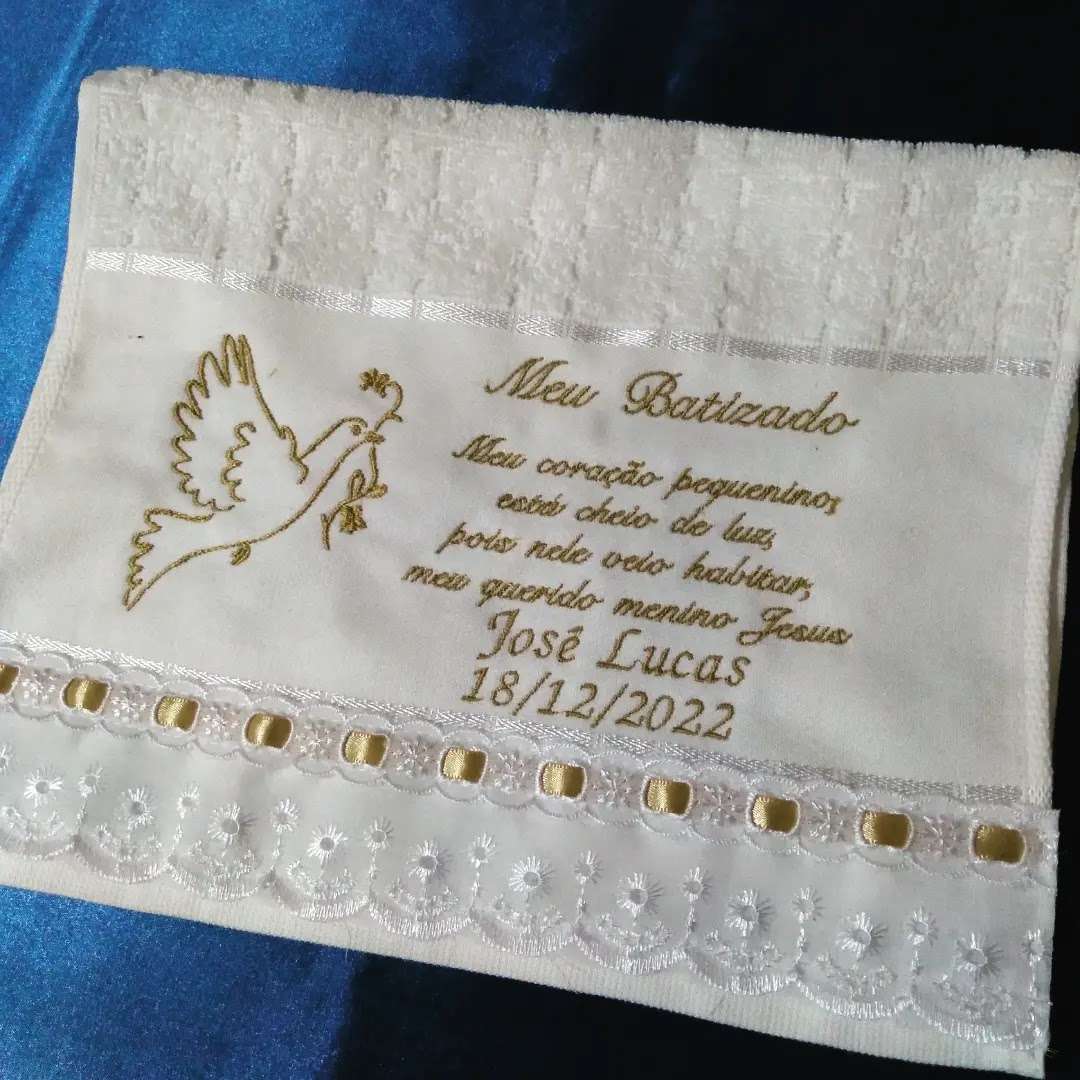 Meu Batizado
Meu coração pequenino,
está cheio de luz,
pois nele veio habitar,
meu querido menino Jesus
José Lucas
18/12/2022